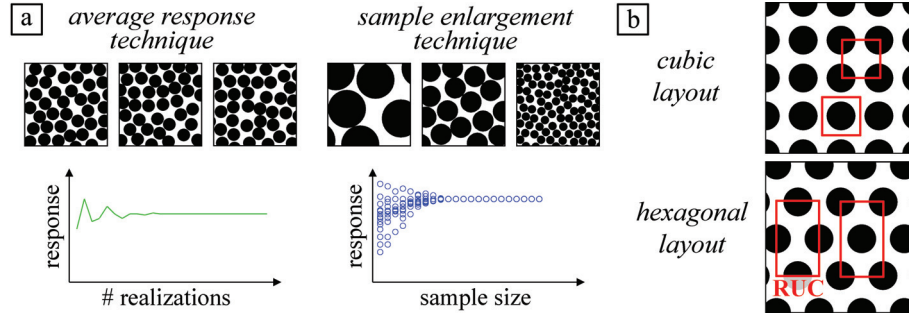 a
average response
technique
sample enlargement
technique
response
# realizations
response
sample size
b
cubic
layout
hexagonal
layout
RUC